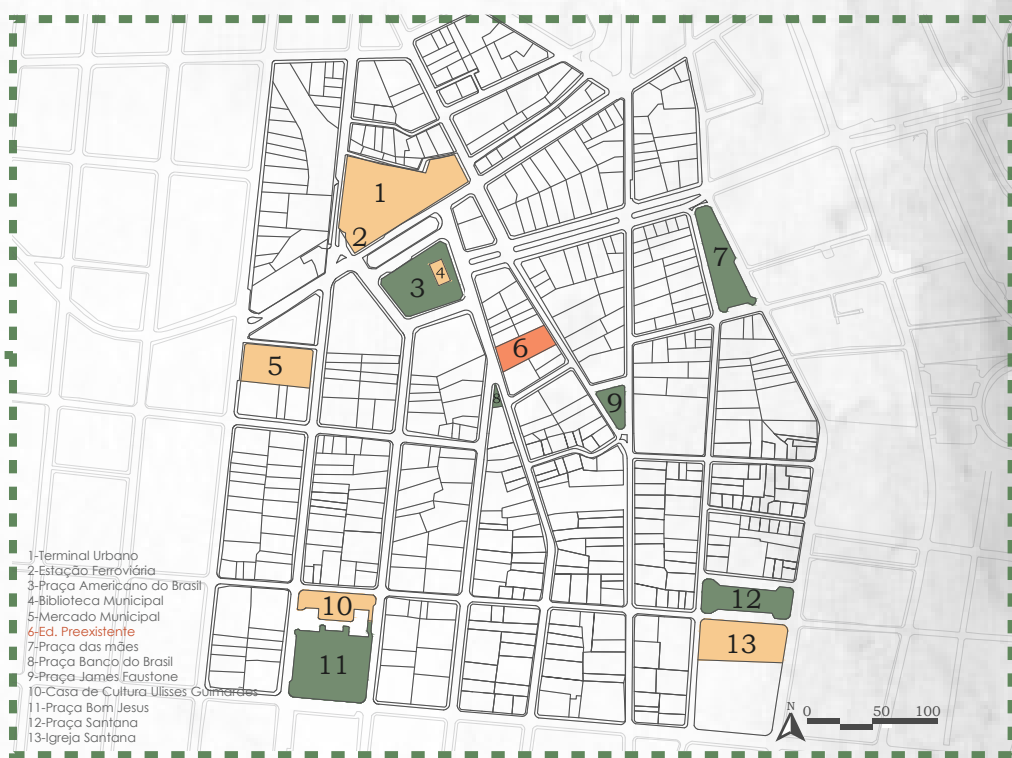 1
2
3
4
5
6
7
8
9
10
11
12
13
1-Terminal Urbano
2-Estação Ferroviária
3-Praça Americano do Brasil
4-Biblioteca Municipal
5-Mercado Municipal
6-Ed. Preexistente
7-Praça das mães
8-Praça Banco do Brasil
9-Praça James Faustone
10-Casa de Cultura Ulisses Guimarães
11-Praça Bom Jesus
12-Praça Santana
13-Igreja Santana
N
0 50 100